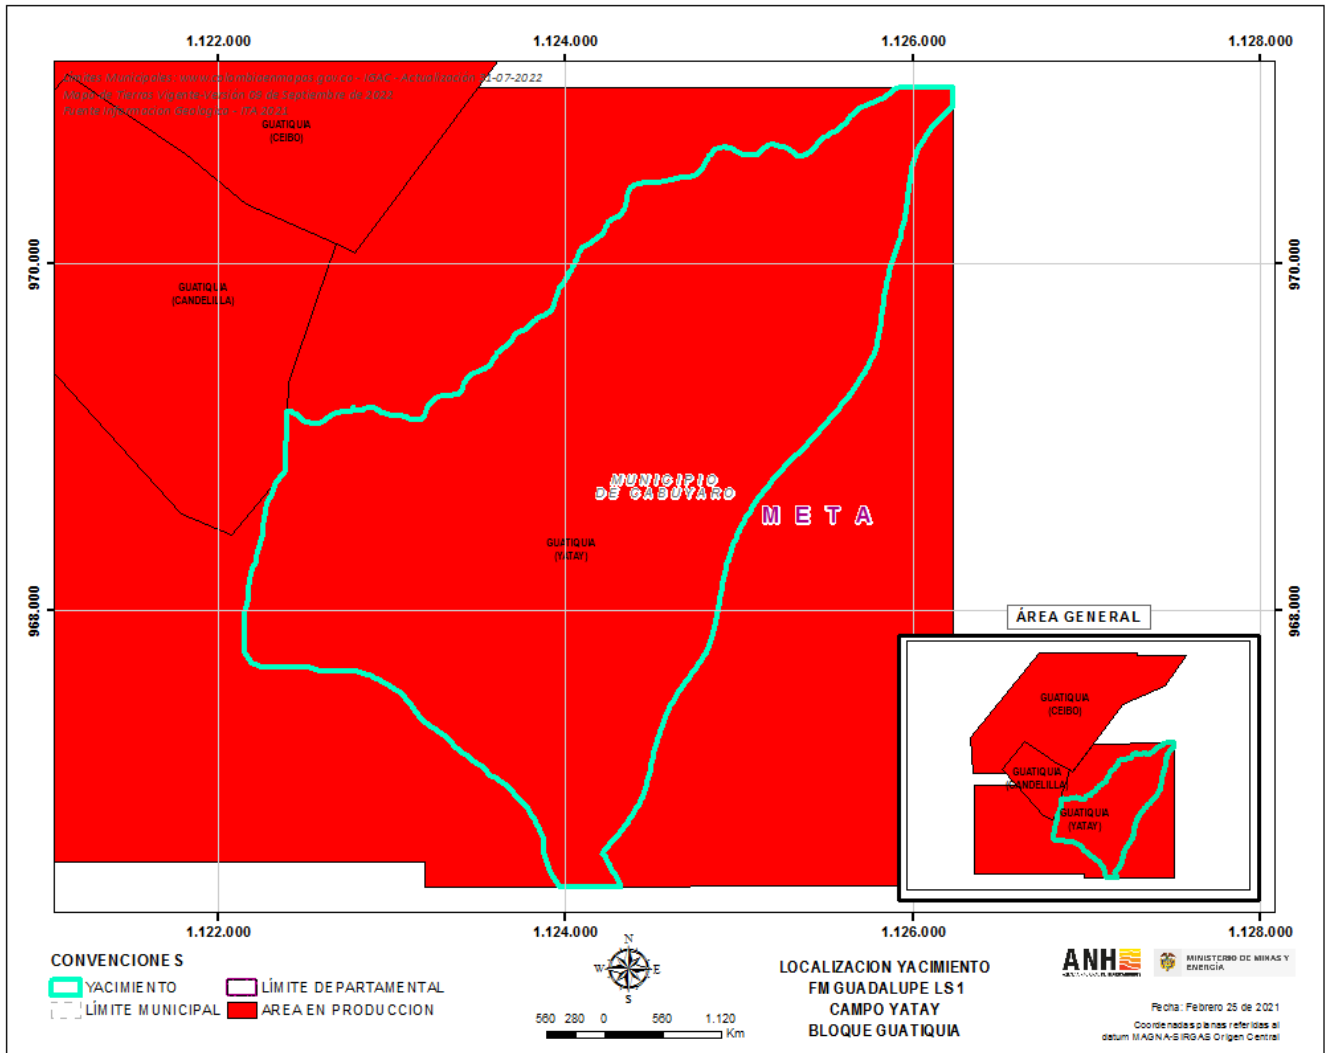 1.122.000
1.124.000
1.126.000
1.128.000
Límites Municipales: www.colombiaenmapas.gov.co - IGAC - Actualización 31-07-2022
Mapa de Tierras Vigente versión 09 de septiembre de 2022
Fuente Información Geológica - ITA 2021
GUATIQUIA
(CEIBO)
970.000
970.000
GUATIQUIA
(CANDELILLA)
MUNICIPIO
DE CABUYARO
META
GUATIQUIA
(YATAY)
968.000
968.000
ÁREA GENERAL
GUATIQUIA
(CEIBO)
GUATIQUIA
(CANDELILLA)
GUATIQUIA
(YATAY)
1.122.000
1.124.000
1.126.000
1.128.000
CONVENCIONES
YACIMIENTO
LÍMITE DEPARTAMENTAL
LÍMITE MUNICIPAL
AREA EN PRODUCCION
N
W E
S
560 280 0 560 1.120
Km
LOCALIZACION YACIMIENTO
FM GUADALUPE LS1
CAMPO YATAY
BLOQUE GUATIQUIA
ANH
MINISTERIO DE MINAS Y
ENERGÍA
Fecha: Febrero 25 de 2021
Coordenadas planas referidas al
datum MAGNA-SIRGAS Origen Central